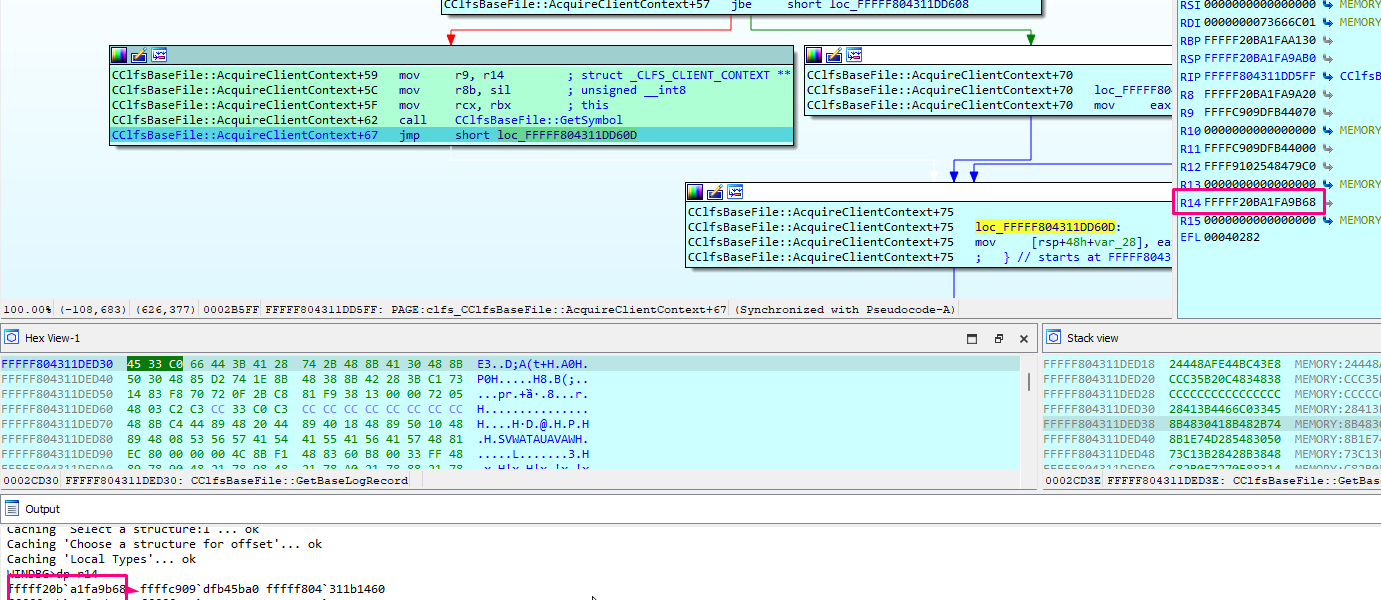 CClfsBaseFile::AcquireClientContext+57 jbe short loc_FFFFF804311DD608
CClfsBaseFile::AcquireClientContext+59 mov r9, r14 ; struct _CLFS_CLIENT_CONTEXT **
CClfsBaseFile::AcquireClientContext+5C mov r8b, sil ; unsigned __int8
CClfsBaseFile::AcquireClientContext+5F mov rcx, rbx ; this
CClfsBaseFile::AcquireClientContext+62 call CClfsBaseFile::GetSymbol
CClfsBaseFile::AcquireClientContext+67 jmp short loc_FFFFF804311DD60D
CClfsBaseFile::AcquireClientContext+70
CClfsBaseFile::AcquireClientContext+70 loc_FFFFF80
CClfsBaseFile::AcquireClientContext+70 mov eax
CClfsBaseFile::AcquireClientContext+75
CClfsBaseFile::AcquireClientContext+75 loc_FFFFF804311DD60D:
CClfsBaseFile::AcquireClientContext+75 mov [rsp+48h+var_28], ea
CClfsBaseFile::AcquireClientContext+75 ; } // starts at FFFFF8043
100.00% (-108,683) (626,377) 0002B5FF FFFFF804311DD5FF: PAGE:clfs_CClfsBaseFile::AcquireClientContext+67 (Synchronized with Pseudocode-A)
RSI 0000000000000000 MEMORY
RDI 0000000073666C01 MEMORY
RBP FFFFF20BA1FAA130
RSP FFFFF20BA1FA9AB0
RIP FFFFF804311DD5FF CClfsB
R8 FFFFF20BA1FA9A20
R9 FFFFC909DFB44070
R10 0000000000000000 MEMORY
R11 FFFFC909DFB44000
R12 FFFF9102548479C0
R13 0000000000000000 MEMORY
R14 FFFFF20BA1FA9B68
R15 0000000000000000 MEMORY
EFL 00040282
Hex View-1
FFFFF804311DED30 45 33 C0 66 44 3B 41 28 74 2B 48 8B 41 30 48 8B E3..D;A(t+H.A0H.
FFFFF804311DED40 50 30 48 85 D2 74 1E 8B 48 38 8B 42 28 3B C1 73 P0H.....H8.B(;..
FFFFF804311DED50 14 83 F8 70 72 0F 2B C8 81 F9 38 13 00 00 72 05 ...pr.+ȁ·.8...r.
FFFFF804311DED60 48 03 C2 C3 CC 33 C0 C3 CC CC CC CC CC CC CC CC H...............
FFFFF804311DED70 48 8B C4 44 89 48 20 44 89 40 18 48 89 50 10 48 H..D.H·D.@.H.P.H
FFFFF804311DED80 89 48 08 53 56 57 41 54 41 55 41 56 41 57 48 81 .H.SVWATAUAVAWH.
FFFFF804311DED90 EC 80 00 00 00 4C 8B F1 48 83 60 B8 00 33 FF 48 .....L.......3.H
0002CD30 FFFFF804311DED30: CClfsBaseFile::GetBaseLogRecord
Stack view
FFFFF804311DED18 24448AFE44BC43E8 MEMORY:24448A
FFFFF804311DED20 CCC35B20C4834838 MEMORY:CCC35B
FFFFF804311DED28 CCCCCCCCCCCCCCCC MEMORY:CCCCCC
FFFFF804311DED30 28413B4466C03345 MEMORY:28413B
FFFFF804311DED38 8B4830418B482B74 MEMORY:8B4830
FFFFF804311DED40 8B1E74D285483050 MEMORY:8B1E74
FFFFF804311DED48 73C13B28428B3848 MEMORY:73C13B
0002CD3E FFFFF804311DED3E: CClfsBaseFile::GetBas
Output
Caching 'Select a structure:1'... ok
Caching 'Choose a structure for offset'... ok
Caching 'Local Types'... ok
WINDBG>dp r14
fffff20b`a1fa9b68 ffffc909`dfb45ba0 fffff804`311b1460